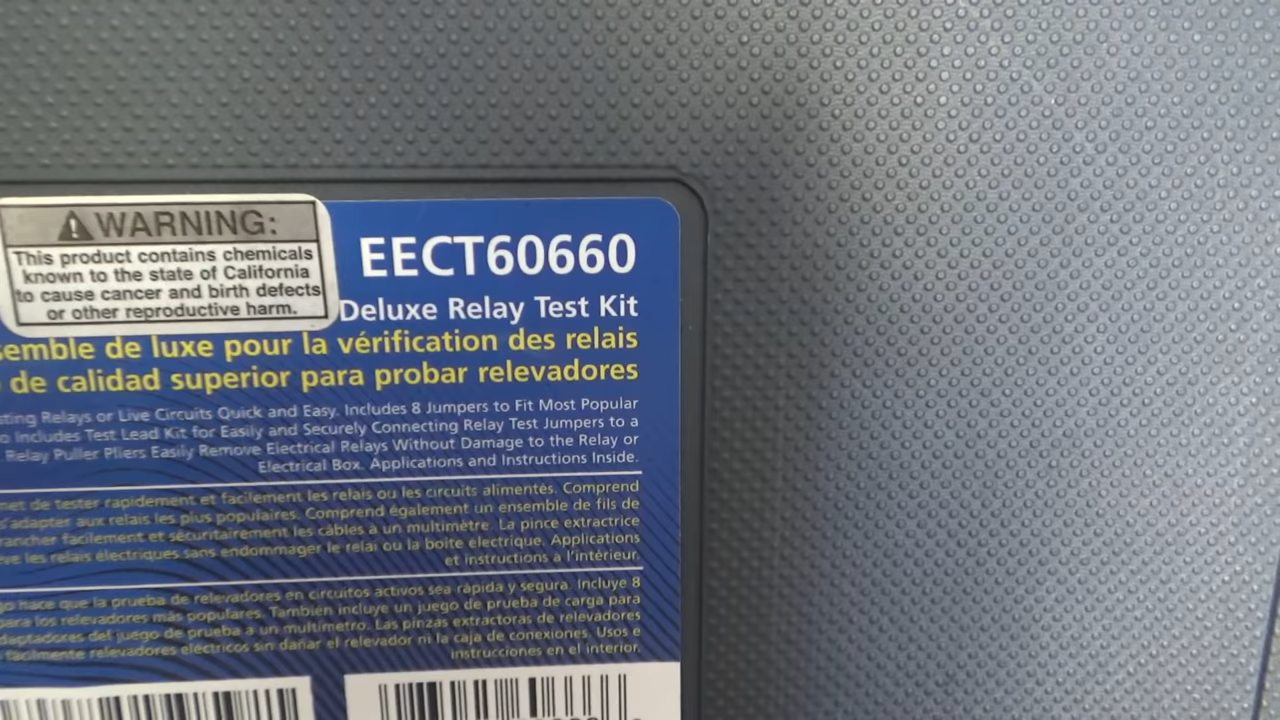 WARNING:
This product contains chemicals
known to the state of California
to cause cancer and birth defects
or other reproductive harm.
EECT60660
Deluxe Relay Test Kit
semble de luxe pour la vérification des relais
de calidad superior para probar relevadores
sting Relays or Live Circuits Quick and Easy. Includes 8 Jumpers to Fit Most Popular
o Includes Test Lead Kit for Easily and Securely Connecting Relay Test Jumpers to a
Relay Puller Pliers Easily Remove Electrical Relays Without Damage to the Relay or
Electrical Box. Applications and Instructions Inside.
met de tester rapidement et facilement les relais ou les circuits alimentés. Comprend
s'adapter aux relais les plus populaires. Comprend également un ensemble de fils de
rancher facilement et sécuritairement les câbles à un multimètre. La pince extractrice
ve les relais électriques sans endommager le relai ou la boîte électrique. Applications
et instructions à l'intérieur.
go hace que la prueba de relevadores en circuitos activos sea rápida y segura. Incluye 8
para los relevadores más populares. También incluye un juego de prueba de carga para
daptadores del juego de prueba a un multímetro. Las pinzas extractoras de relevadores
fácilmente relevadores eléctricos sin dañar el relevador ni la caja de conexiones. Usos e
instrucciones en el interior.